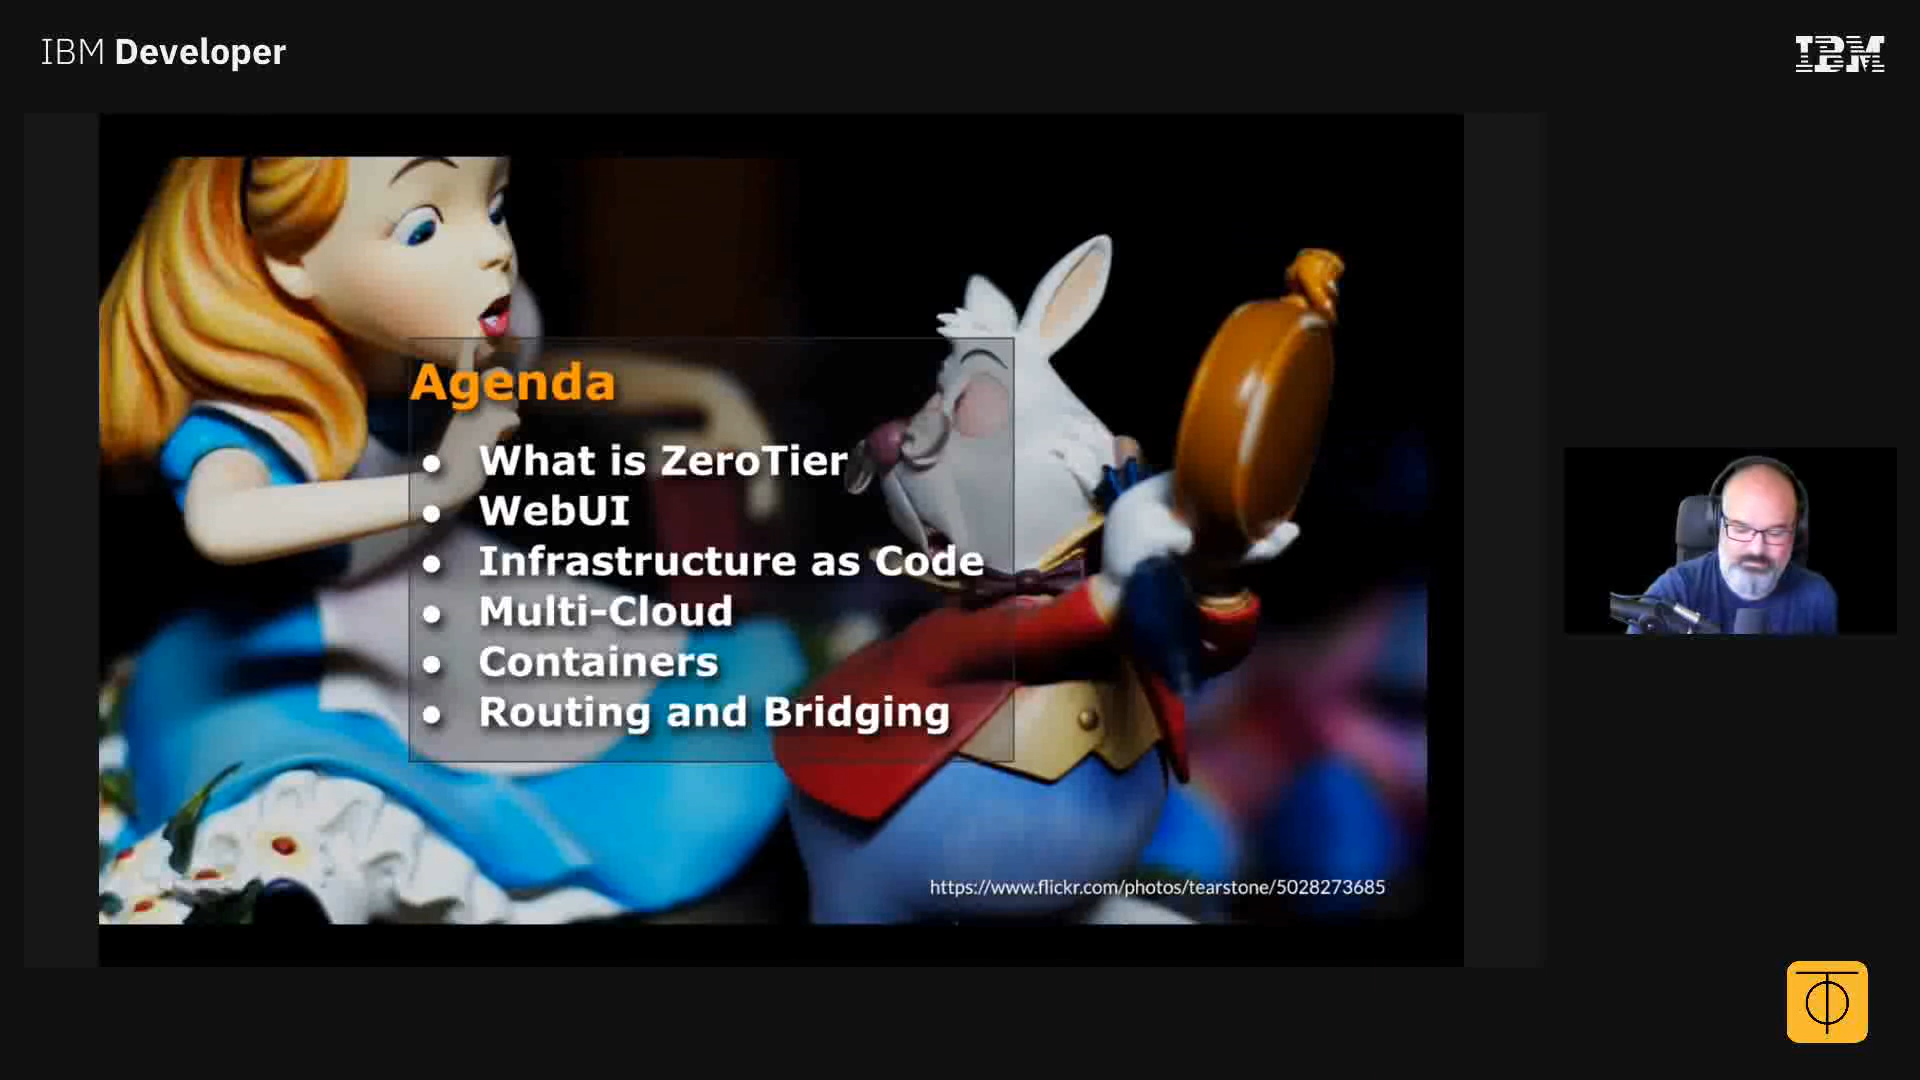 IBM Developer
IBM
Agenda
● What is ZeroTier
● WebUI
● Infrastructure as Code
● Multi-Cloud
● Containers
● Routing and Bridging
https://www.flickr.com/photos/tearstone/5028273685